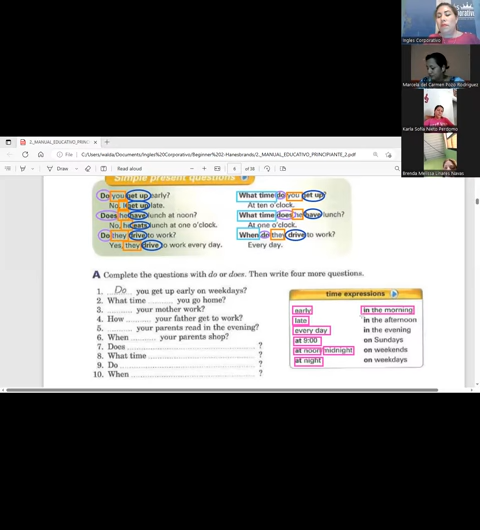 orporative
Ingles Corporativo
Marcela del Carmen Pozo Rodriguez
Karla Sofia Nieto Perdomo
Brenda Melissa Linares Navas
2_MANUAL_EDUCATIVO_PRINCIP
File C:/Users/walda/Documents/Ingles%20Corporativo/Beginner%202-Hanesbrands/2_MANUAL_EDUCATIVO_PRINCIPIANTE_2.pdf
Draw Read aloud 6 of 38
Simple present questions
Do you get up early? What time do you get up?
No, I get up late. At ten o'clock.
Does he have lunch at noon? What time does he have lunch?
No, he eats lunch at one o'clock. At one o'clock.
Do they drive to work? When do they drive to work?
Yes, they drive to work every day. Every day.
A Complete the questions with do or does. Then write four more questions.
1. Do you get up early on weekdays?
2. What time you go home?
3. your mother work?
4. How your father get to work?
5. your parents read in the evening?
6. When your parents shop?
7. Does ?
8. What time ?
9. Do ?
10. When ?
time expressions
early in the morning
late in the afternoon
every day in the evening
at 9:00 on Sundays
at noon/midnight on weekends
at night on weekdays